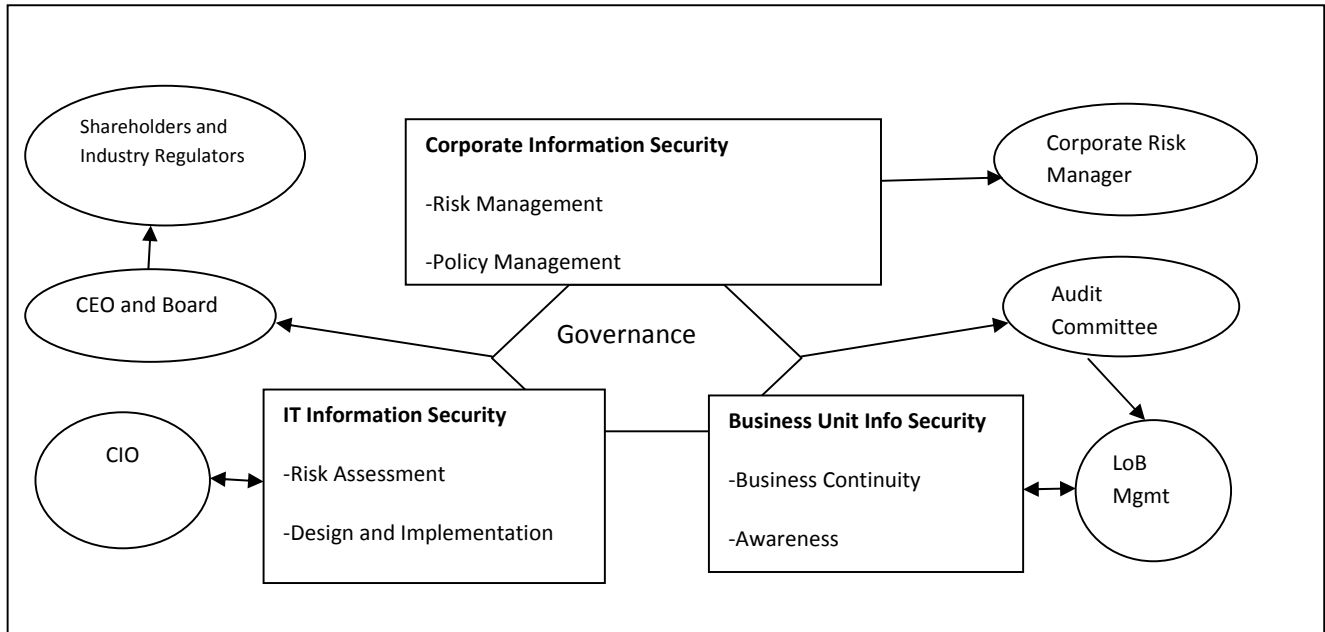 Shareholders and
Industry Regulators
Corporate Information Security
-Risk Management
-Policy Management
Corporate Risk
Manager
CEO and Board
Governance
Audit
Committee
IT Information Security
-Risk Assessment
-Design and Implementation
Business Unit Info Security
-Business Continuity
-Awareness
CIO
LoB
Mgmt